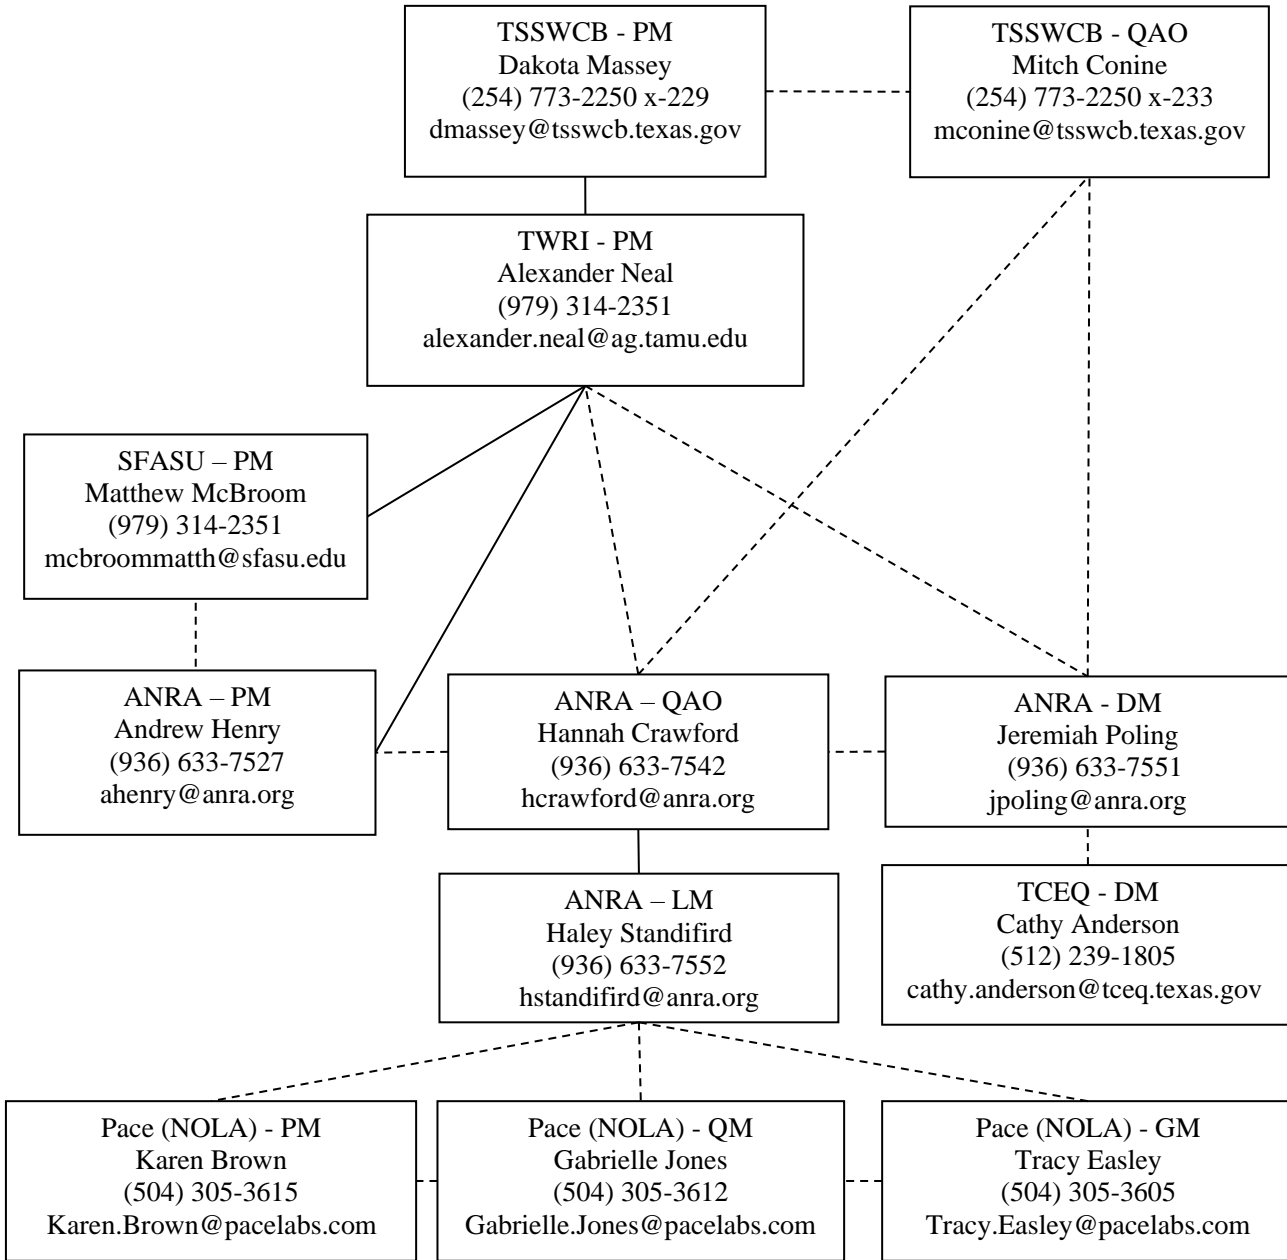 TSSWCB - PM
Dakota Massey
(254) 773-2250 x-229
dmassey@tsswcb.texas.gov
TSSWCB - QAO
Mitch Conine
(254) 773-2250 x-233
mconine@tsswcb.texas.gov
TWRI - PM
Alexander Neal
(979) 314-2351
alexander.neal@ag.tamu.edu
SFASU – PM
Matthew McBroom
(979) 314-2351
mcbroommatth@sfasu.edu
ANRA – PM
Andrew Henry
(936) 633-7527
ahenry@anra.org
ANRA – QAO
Hannah Crawford
(936) 633-7542
hcrawford@anra.org
ANRA - DM
Jeremiah Poling
(936) 633-7551
jpoling@anra.org
ANRA – LM
Haley Standifird
(936) 633-7552
hstandifird@anra.org
TCEQ - DM
Cathy Anderson
(512) 239-1805
cathy.anderson@tceq.texas.gov
Pace (NOLA) - PM
Karen Brown
(504) 305-3615
Karen.Brown@pacelabs.com
Pace (NOLA) - QM
Gabrielle Jones
(504) 305-3612
Gabrielle.Jones@pacelabs.com
Pace (NOLA) - GM
Tracy Easley
(504) 305-3605
Tracy.Easley@pacelabs.com